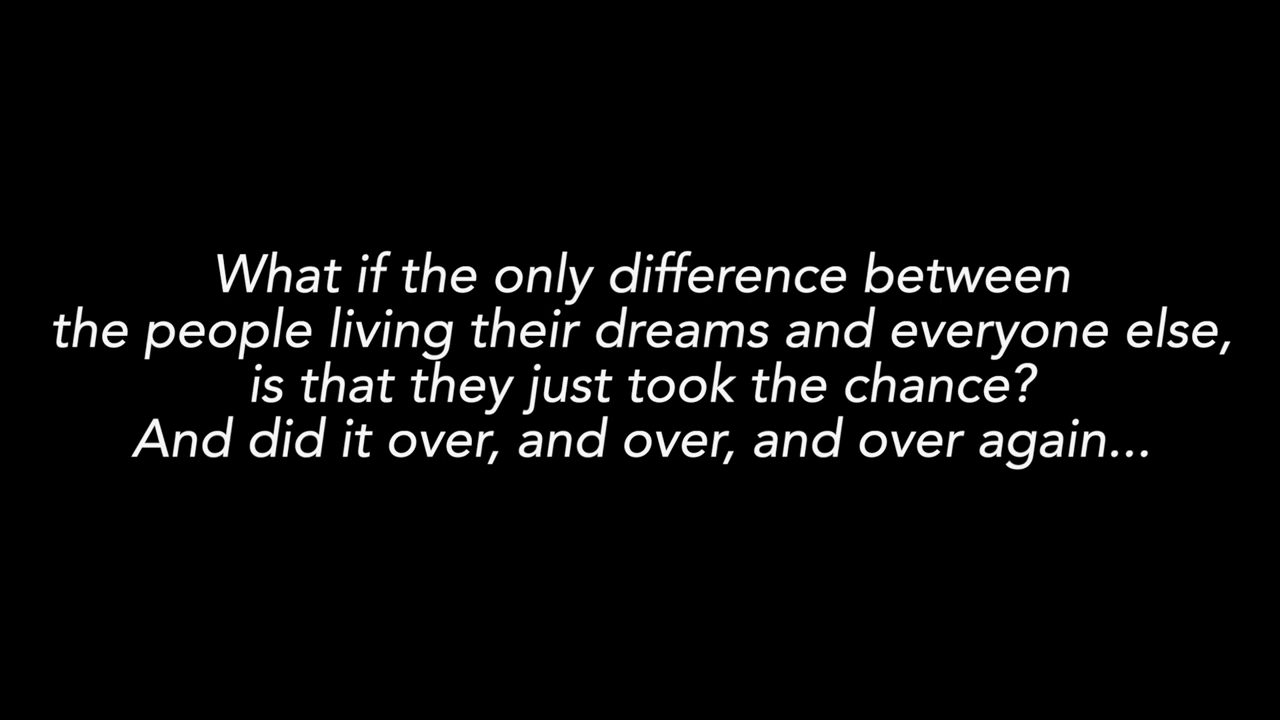 What if the only difference between
the people living their dreams and everyone else,
is that they just took the chance?
And did it over, and over, and over again...